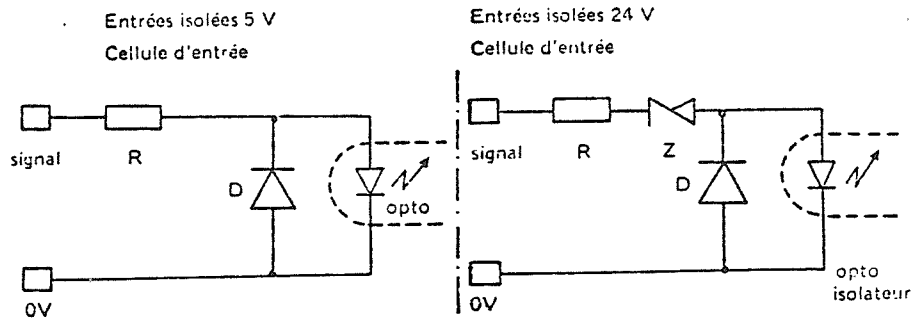 Entrées isolées 5 V
Cellule d'entrée
signal
R
D
opto
0V
Entrées isolées 24 V
Cellule d'entrée
signal
R
Z
D
opto
isolateur
0V